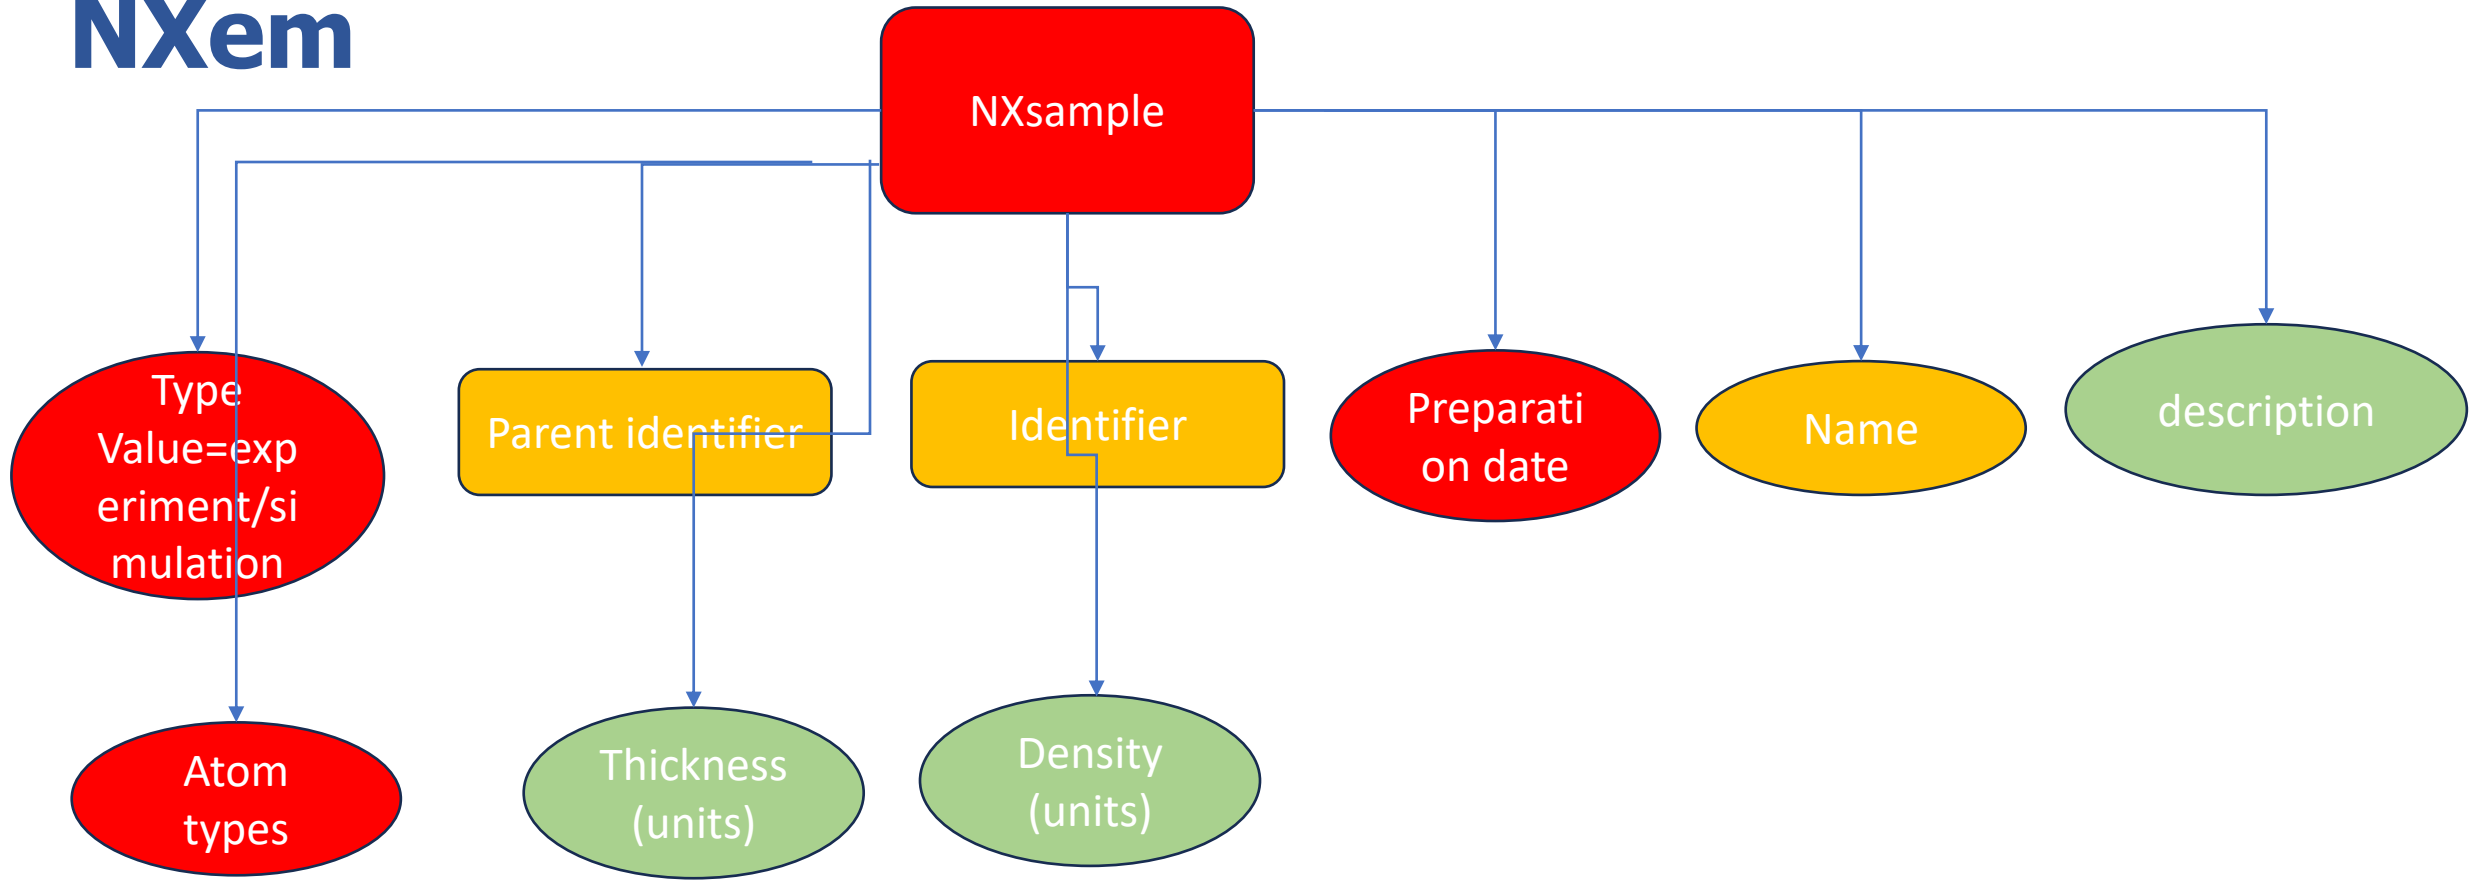 NXem
NXsample
Type
Value=exp
eriment/si
mulation
Parent identifier
Identifier
Preparati
on date
Name
description
Atom
types
Thickness
(units)
Density
(units)